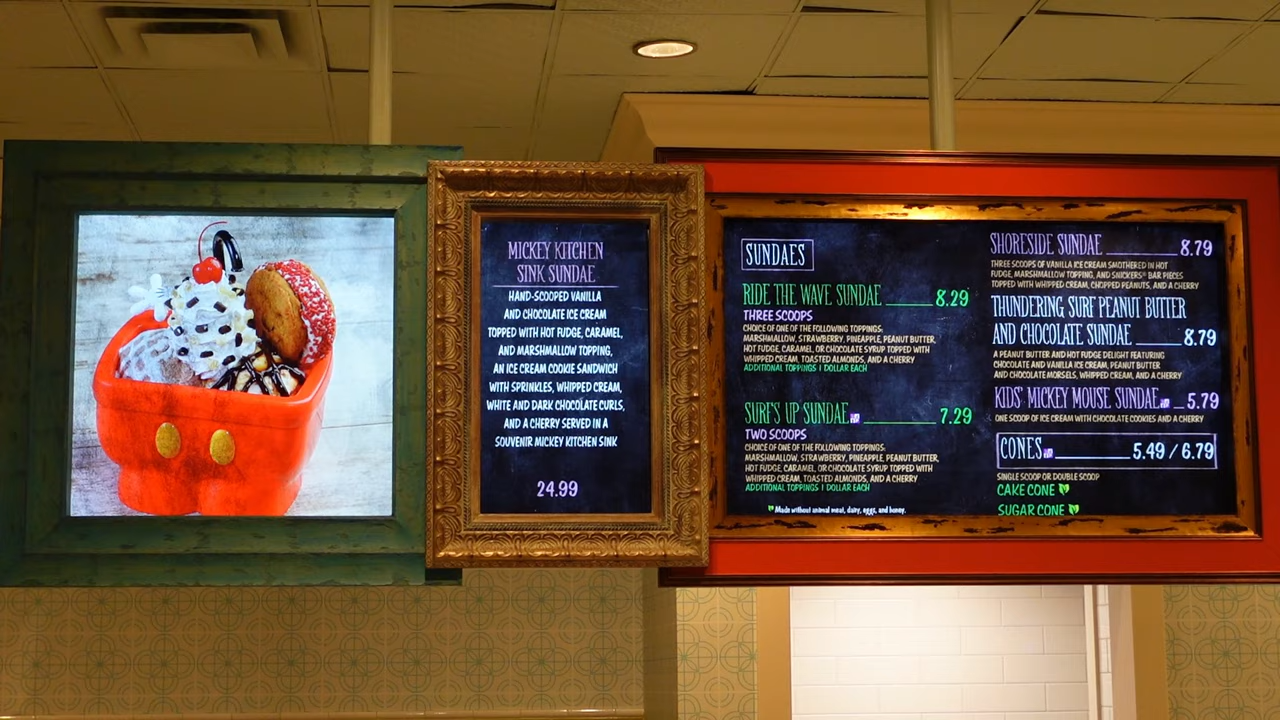 MICKEY KITCHEN
SINK SUNDAE
HAND-SCOOPED VANILLA
AND CHOCOLATE ICE CREAM
TOPPED WITH HOT FUDGE, CARAMEL,
AND MARSHMALLOW TOPPING,
AN ICE CREAM COOKIE SANDWICH
WITH SPRINKLES, WHIPPED CREAM,
WHITE AND DARK CHOCOLATE CURLS,
AND A CHERRY SERVED IN A
SOUVENIR MICKEY KITCHEN SINK
24.99
SUNDAES
RIDE THE WAVE SUNDAE 8.29
THREE SCOOPS
CHOICE OF ONE OF THE FOLLOWING TOPPINGS:
MARSHMALLOW, STRAWBERRY, PINEAPPLE, PEANUT BUTTER,
HOT FUDGE, CARAMEL, OR CHOCOLATE SYRUP TOPPED WITH
WHIPPED CREAM, TOASTED ALMONDS, AND A CHERRY
ADDITIONAL TOPPINGS 1 DOLLAR EACH
SURF'S UP SUNDAE 7.29
TWO SCOOPS
CHOICE OF ONE OF THE FOLLOWING TOPPINGS:
MARSHMALLOW, STRAWBERRY, PINEAPPLE, PEANUT BUTTER,
HOT FUDGE, CARAMEL, OR CHOCOLATE SYRUP TOPPED WITH
WHIPPED CREAM, TOASTED ALMONDS, AND A CHERRY
ADDITIONAL TOPPINGS 1 DOLLAR EACH
Made without animal meat, dairy, eggs, and honey.
SHORESIDE SUNDAE 8.79
THREE SCOOPS OF VANILLA ICE CREAM SMOTHERED IN HOT
FUDGE, MARSHMALLOW TOPPING, AND SNICKERS® BAR PIECES
TOPPED WITH WHIPPED CREAM, CHOPPED PEANUTS, AND A CHERRY
THUNDERING SURF PEANUT BUTTER
AND CHOCOLATE SUNDAE 8.79
A PEANUT BUTTER AND HOT FUDGE DELIGHT FEATURING
CHOCOLATE AND VANILLA ICE CREAM, PEANUT BUTTER
AND CHOCOLATE MORSELS, WHIPPED CREAM, AND A CHERRY
KIDS' MICKEY MOUSE SUNDAE 5.79
ONE SCOOP OF ICE CREAM WITH CHOCOLATE COOKIES AND A CHERRY
CONES 5.49 / 6.79
SINGLE SCOOP OR DOUBLE SCOOP
CAKE CONE
SUGAR CONE